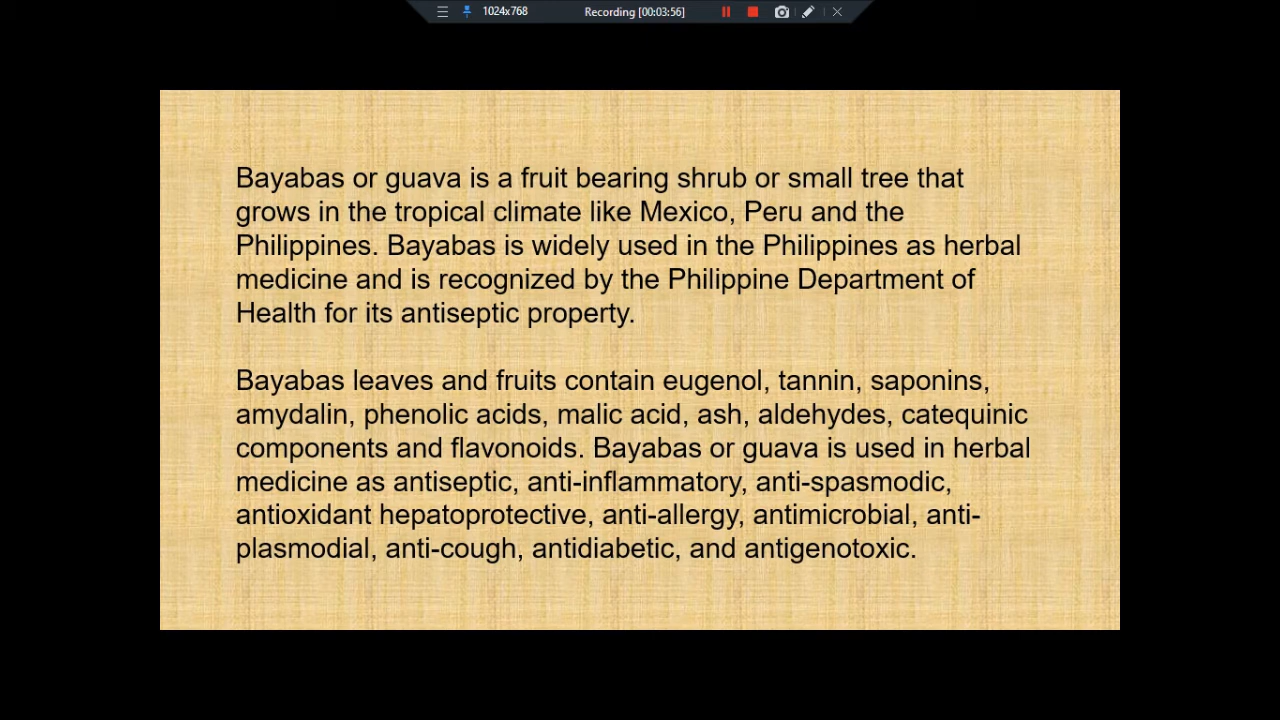 1024x768 Recording [00:03:56]
Bayabas or guava is a fruit bearing shrub or small tree that
grows in the tropical climate like Mexico, Peru and the
Philippines. Bayabas is widely used in the Philippines as herbal
medicine and is recognized by the Philippine Department of
Health for its antiseptic property.
Bayabas leaves and fruits contain eugenol, tannin, saponins,
amydalin, phenolic acids, malic acid, ash, aldehydes, catequinic
components and flavonoids. Bayabas or guava is used in herbal
medicine as antiseptic, anti-inflammatory, anti-spasmodic,
antioxidant hepatoprotective, anti-allergy, antimicrobial, anti-
plasmodial, anti-cough, antidiabetic, and antigenotoxic.